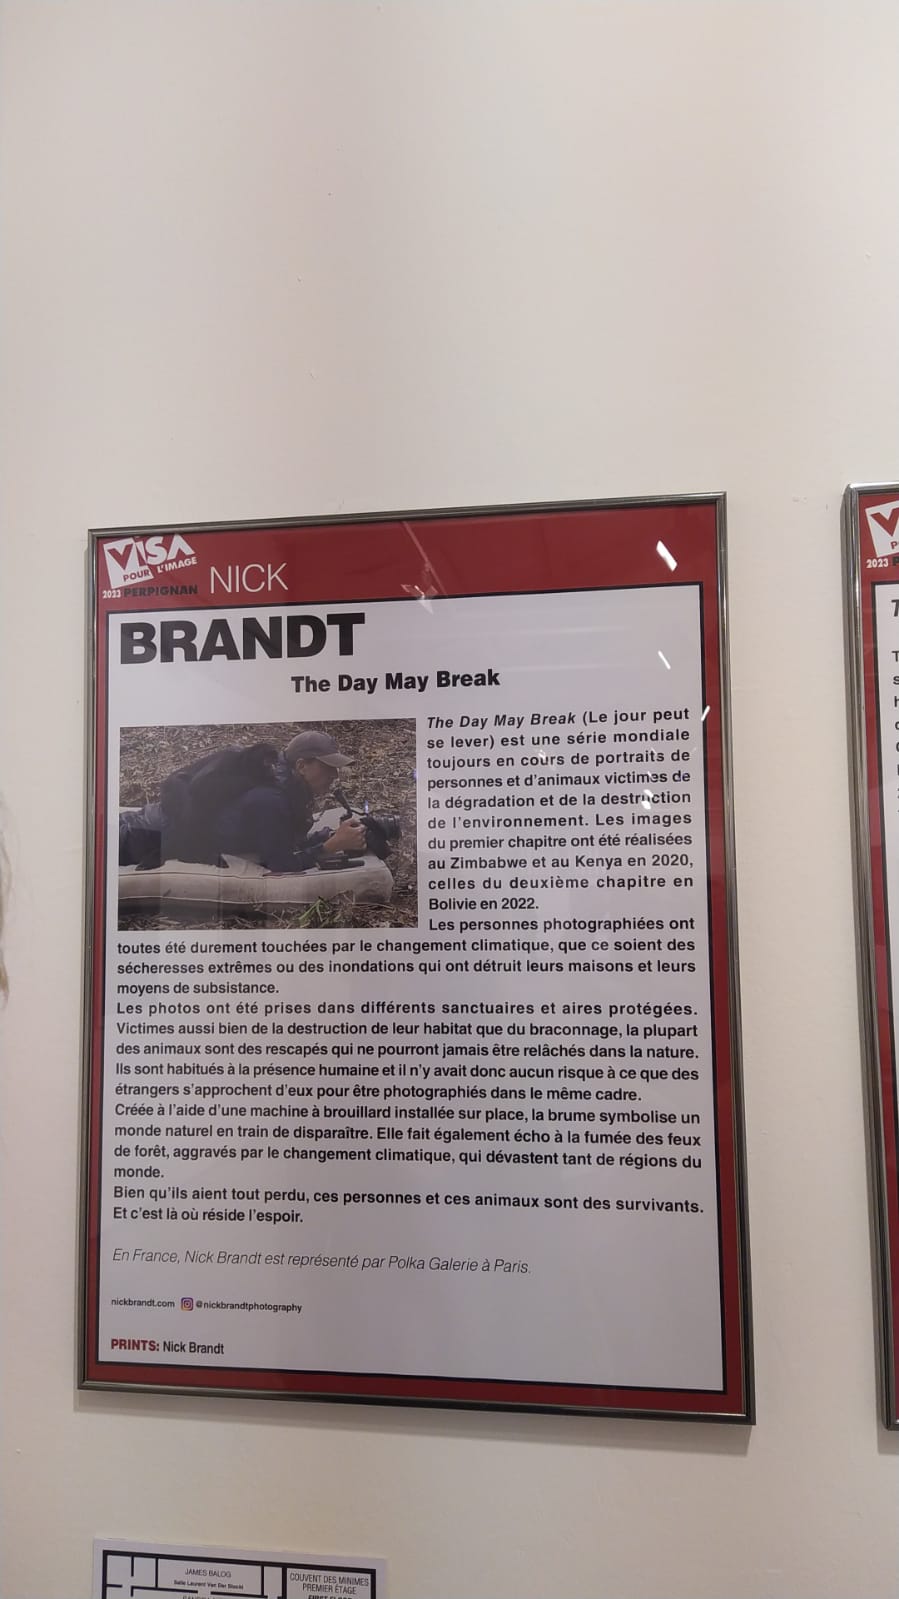 VISA
POUR L'IMAGE
2023 PERPIGNAN
NICK
BRANDT
The Day May Break
The Day May Break (Le jour peut
se lever) est une série mondiale
toujours en cours de portraits de
personnes et d'animaux victimes de
la dégradation et de la destruction
de l'environnement. Les images
du premier chapitre ont été réalisées
au Zimbabwe et au Kenya en 2020,
celles du deuxième chapitre en
Bolivie en 2022.
Les personnes photographiées ont
toutes été durement touchées par le changement climatique, que ce soient des
sécheresses extrêmes ou des inondations qui ont détruit leurs maisons et leurs
moyens de subsistance.
Les photos ont été prises dans différents sanctuaires et aires protégées.
Victimes aussi bien de la destruction de leur habitat que du braconnage, la plupart
des animaux sont des rescapés qui ne pourront jamais être relâchés dans la nature.
Ils sont habitués à la présence humaine et il n'y avait donc aucun risque à ce que des
étrangers s'approchent d'eux pour être photographiés dans le même cadre.
Créée à l'aide d'une machine à brouillard installée sur place, la brume symbolise un
monde naturel en train de disparaître. Elle fait également écho à la fumée des feux
de forêt, aggravés par le changement climatique, qui dévastent tant de régions du
monde.
Bien qu'ils aient tout perdu, ces personnes et ces animaux sont des survivants.
Et c'est là où réside l'espoir.
En France, Nick Brandt est représenté par Polka Galerie à Paris.
nickbrandt.com @nickbrandtphotography
PRINTS: Nick Brandt
2023
JAMES BALOG
Salle Laurent Van Der Stockt
COUVENT DES MINIMES
PREMIER ÉTAGE